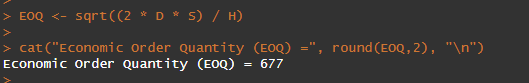 > EOQ <- sqrt((2 * D * S) / H)
>
> cat("Economic Order Quantity (EOQ) =", round(EOQ,2), "\n")
Economic Order Quantity (EOQ) = 677
>